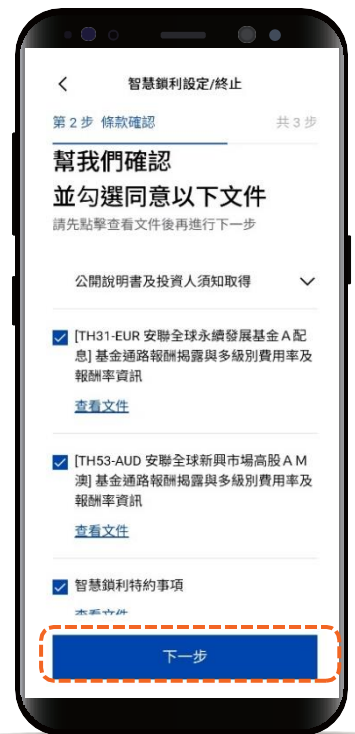 智慧鎖利設定/終止
第 2 步 條款確認
共 3 步
幫我們確認
並勾選同意以下文件
請先點擊查看文件後再進行下一步
公開說明書及投資人須知取得
[TH31-EUR 安聯全球永續發展基金Ａ配
息] 基金通路報酬揭露與多級別費用率及
報酬率資訊
查看文件
[TH53-AUD 安聯全球新興市場高股ＡＭ
澳] 基金通路報酬揭露與多級別費用率及
報酬率資訊
查看文件
智慧鎖利特約事項
查看文件
下一步